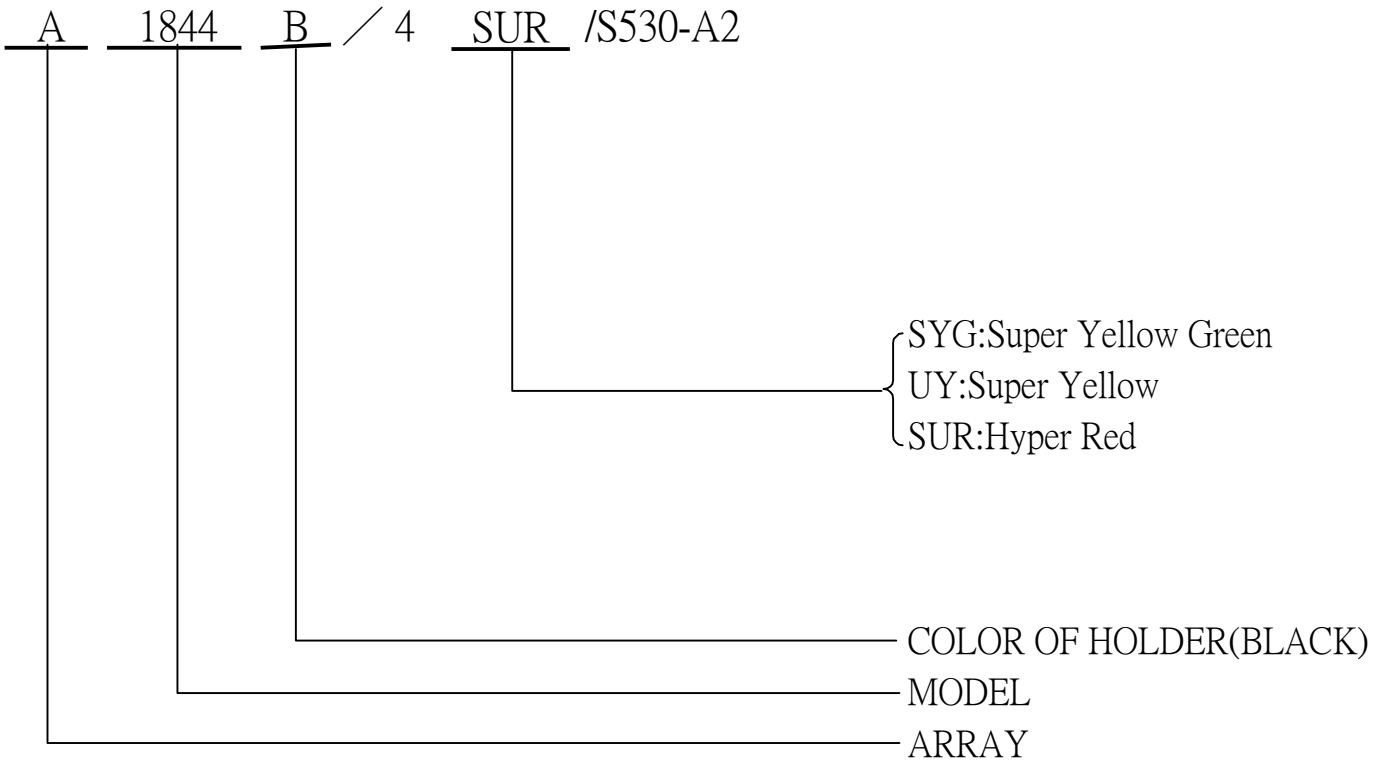 A 1844 B ／ 4 SUR /S530-A2
SYG:Super Yellow Green
UY:Super Yellow
SUR:Hyper Red
COLOR OF HOLDER(BLACK)
MODEL
ARRAY